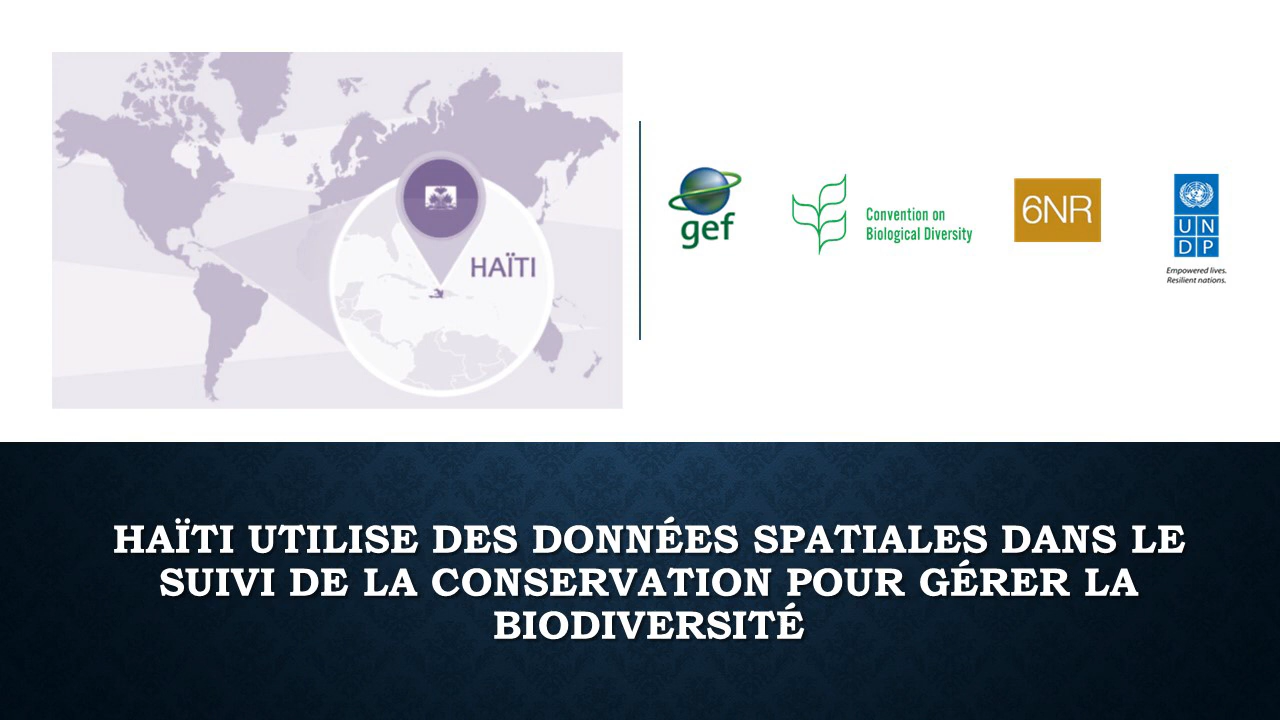 HAÏTI
gef
Convention on
Biological Diversity
6NR
U N
D P
Empowered lives.
Resilient nations.
HAÏTI UTILISE DES DONNÉES SPATIALES DANS LE
SUIVI DE LA CONSERVATION POUR GÉRER LA
BIODIVERSITÉ